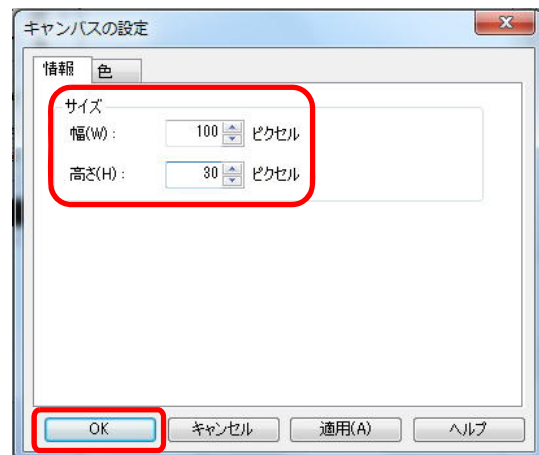 キャンバスの設定
情報 色
サイズ
幅(W) : 100 ピクセル
高さ(H) : 30 ピクセル
OK キャンセル 適用(A) ヘルプ